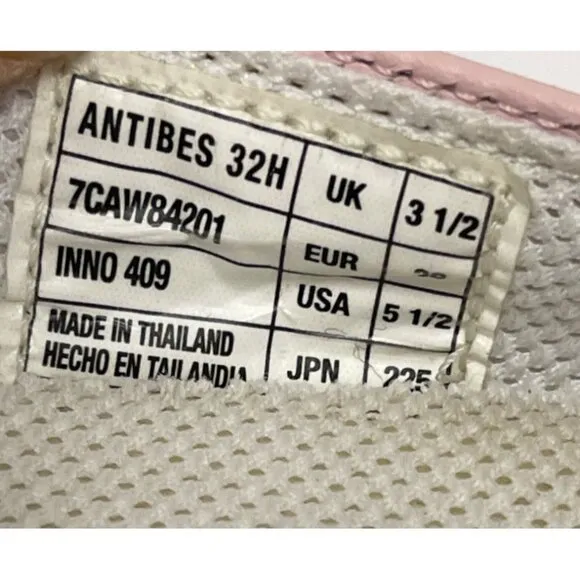 ANTIBES 32H UK 3 1/2
7CAW84201 EUR
INNO 409 USA 5 1/2
MADE IN THAILAND
HECHO EN TAILANDIA JPN 225